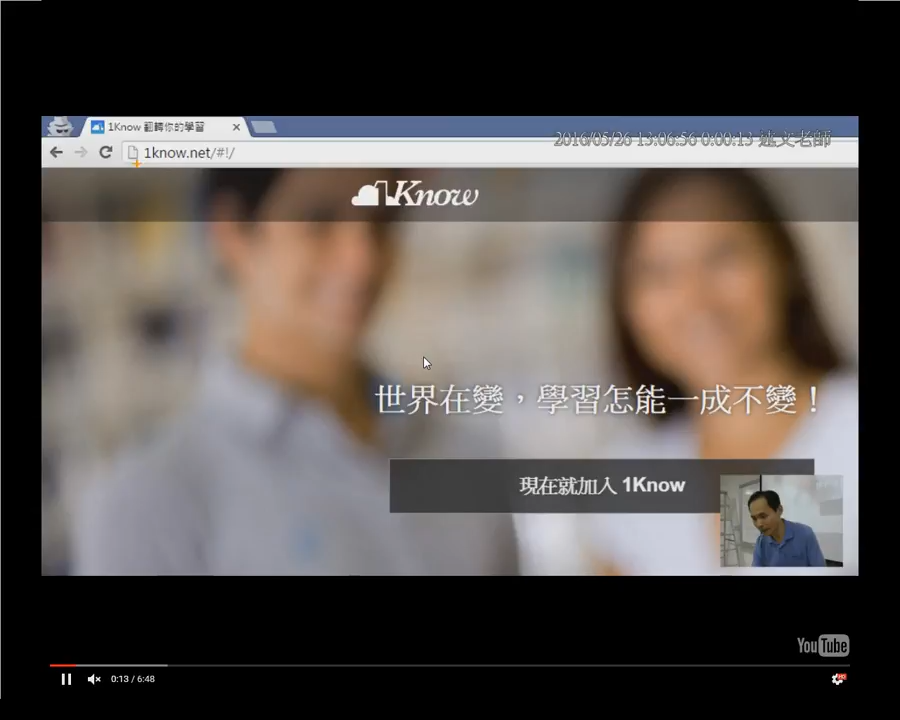 1Know 翻轉你的學習
1know.net/#!/
2016/05/26 13:06:56 0:00:13 達文老師
1Know
世界在變，學習怎能一成不變！
現在就加入 1Know
YouTube
0:13 / 6:48
HD